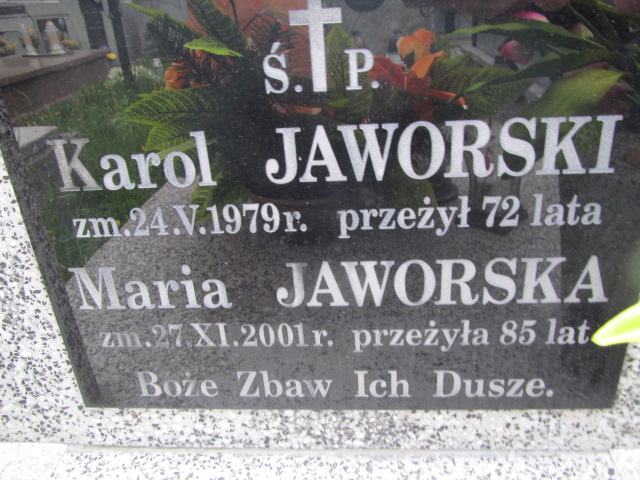 Ś. P.
Karol JAWORSKI
zm.24.V.1979r. przeżył 72 lata
Maria JAWORSKA
zm.27.XI.2001r. przeżyła 85 lat
Boże Zbaw Ich Dusze.